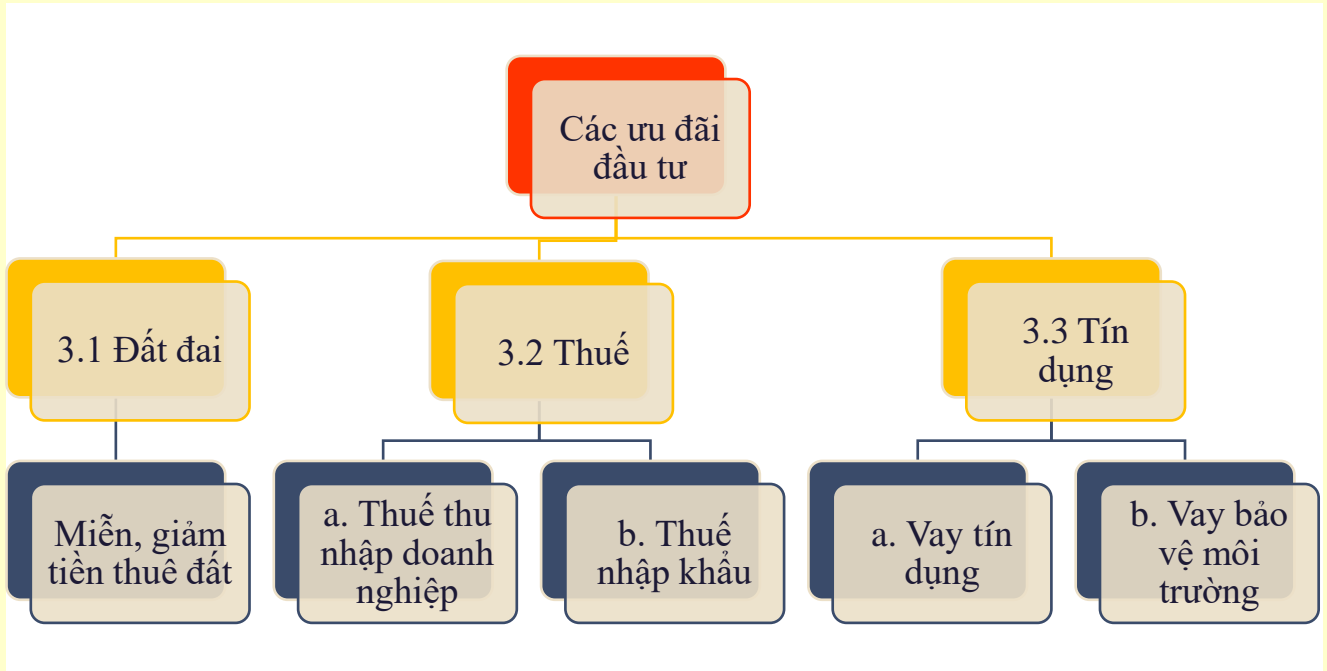 Các ưu đãi
đầu tư
3.1 Đất đai
3.2 Thuế
3.3 Tín
dụng
Miễn, giảm
tiền thuê đất
a. Thuế thu
nhập doanh
nghiệp
b. Thuế
nhập khẩu
a. Vay tín
dụng
b. Vay bảo
vệ môi
trường